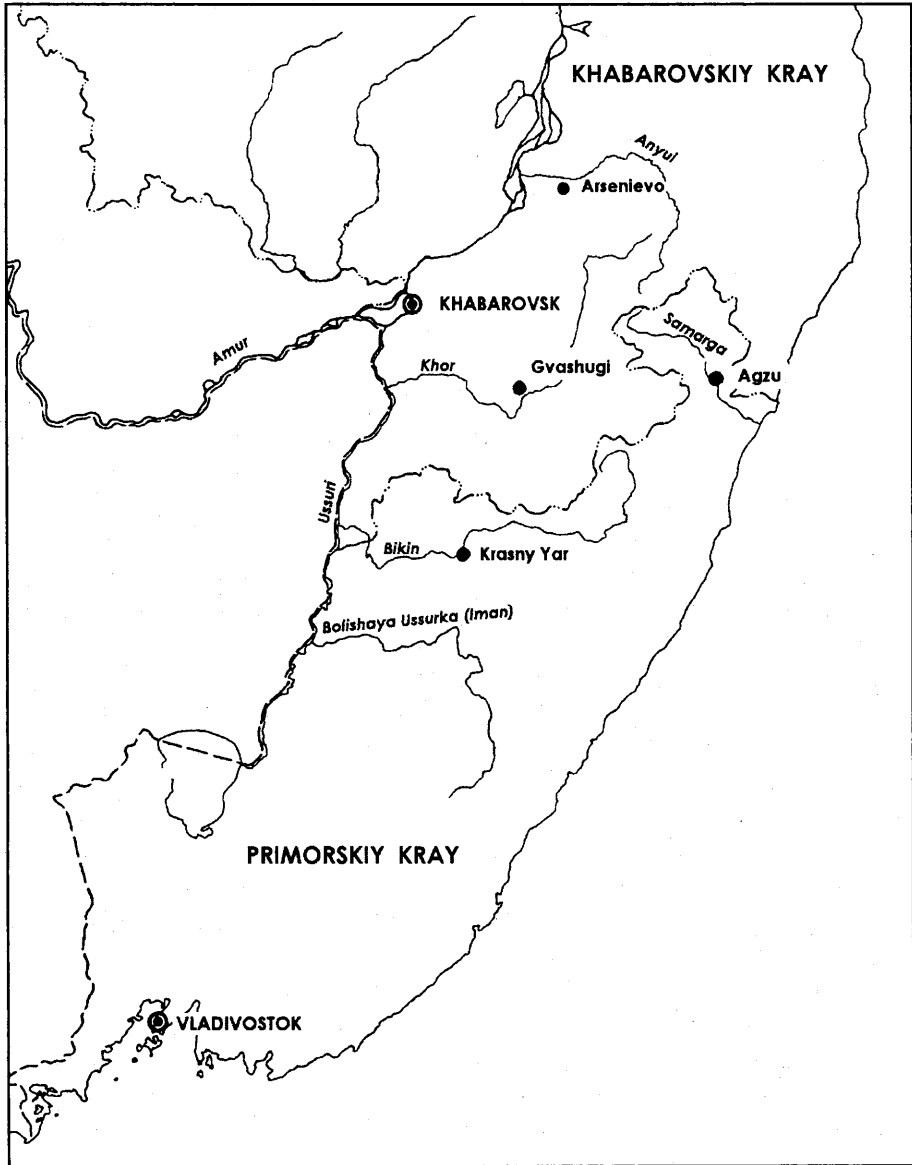 KHABAROVSKIY KRAY
Anyui
Arsenievo
KHABAROVSK
Samarga
Amur
Khor
Gvashugi
Agzu
Ussuri
Bikin
Krasny Yar
Bolishaya Ussurka (Iman)
PRIMORSKIY KRAY
VLADIVOSTOK